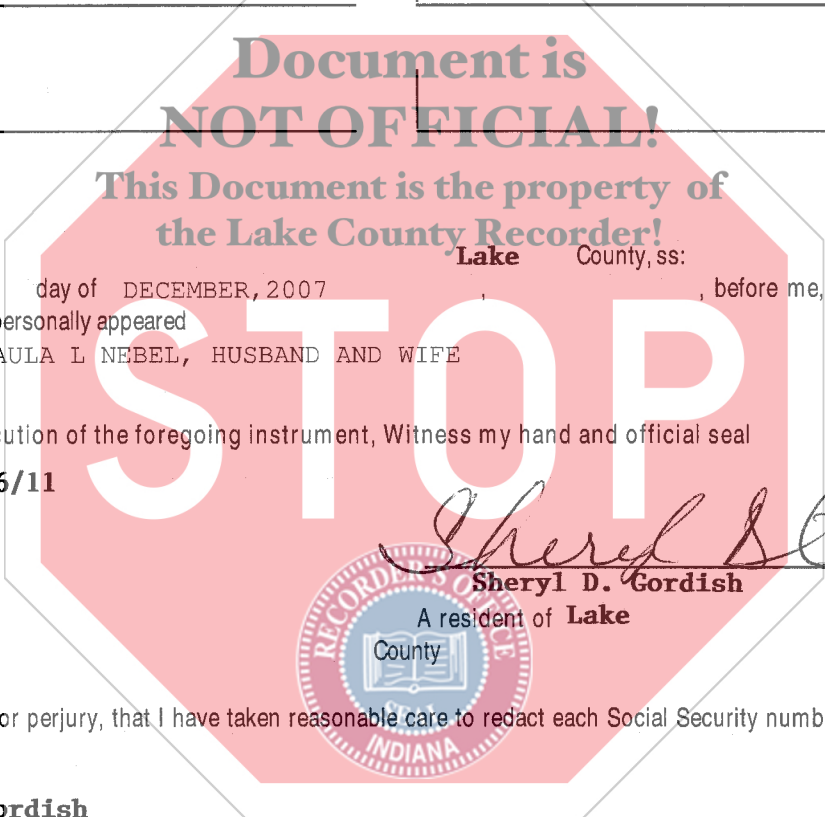 Document is
NOT OFFICIAL!
This Document is the property of
the Lake County Recorder!
Lake County, ss:
day of DECEMBER, 2007 , , before me,
ersonally appeared
AULA L NEBEL, HUSBAND AND WIFE
STOP
ution of the foregoing instrument, Witness my hand and official seal
6/11
Sheryl D
Sheryl D. Gordish
A resident of Lake
County
RECORDER'S OFFICE
SEAL
INDIANA
or perjury, that I have taken reasonable care to redact each Social Security numb
ordish